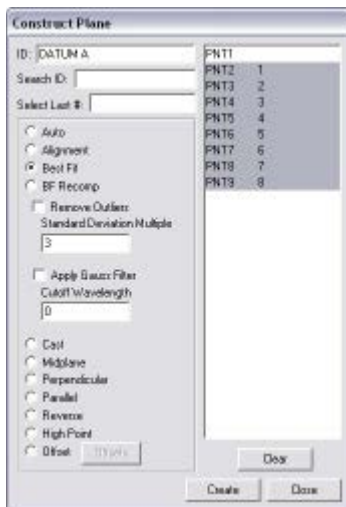 Construct Plane
ID: DATUM A
Search ID:
Select Last #:
Auto
Alignment
Best Fit
BF Recomp
Remove Outliers
Standard Deviation Multiple
3
Apply Gauss Filter
Cutoff Wavelength
0
Cast
Midplane
Perpendicular
Parallel
Reverse
High Point
Offset
PNT1
PNT2 1
PNT3 2
PNT4 3
PNT5 4
PNT6 5
PNT7 6
PNT8 7
PNT9 8
Clear
Create Close